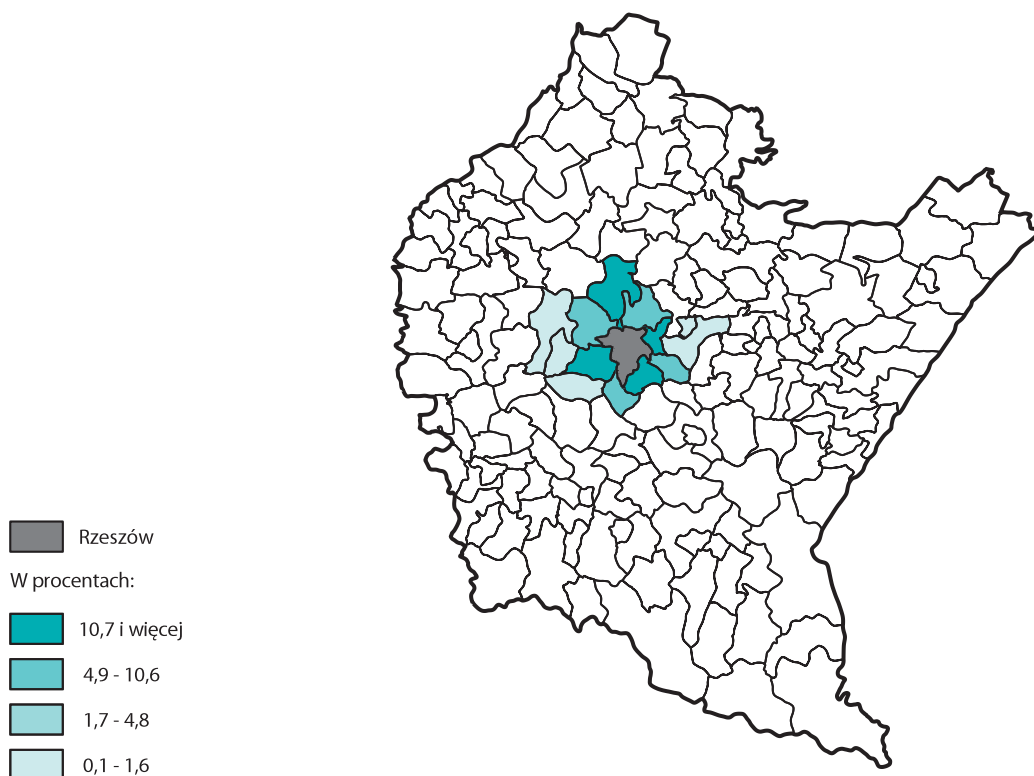 Rzeszów
W procentach:
10,7 i więcej
4,9 - 10,6
1,7 - 4,8
0,1 - 1,6